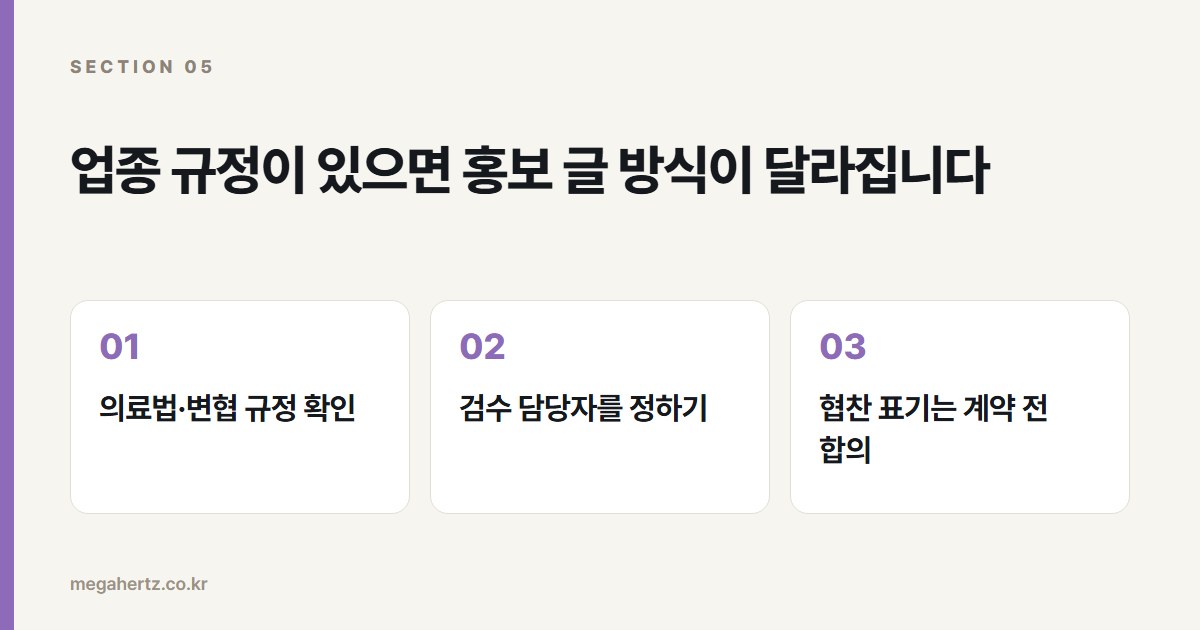 SECTION 05
업종 규정이 있으면 홍보 글 방식이 달라집니다
01
의료법·변협 규정 확인
02
검수 담당자를 정하기
03
협찬 표기는 계약 전
합의
megahertz.co.kr